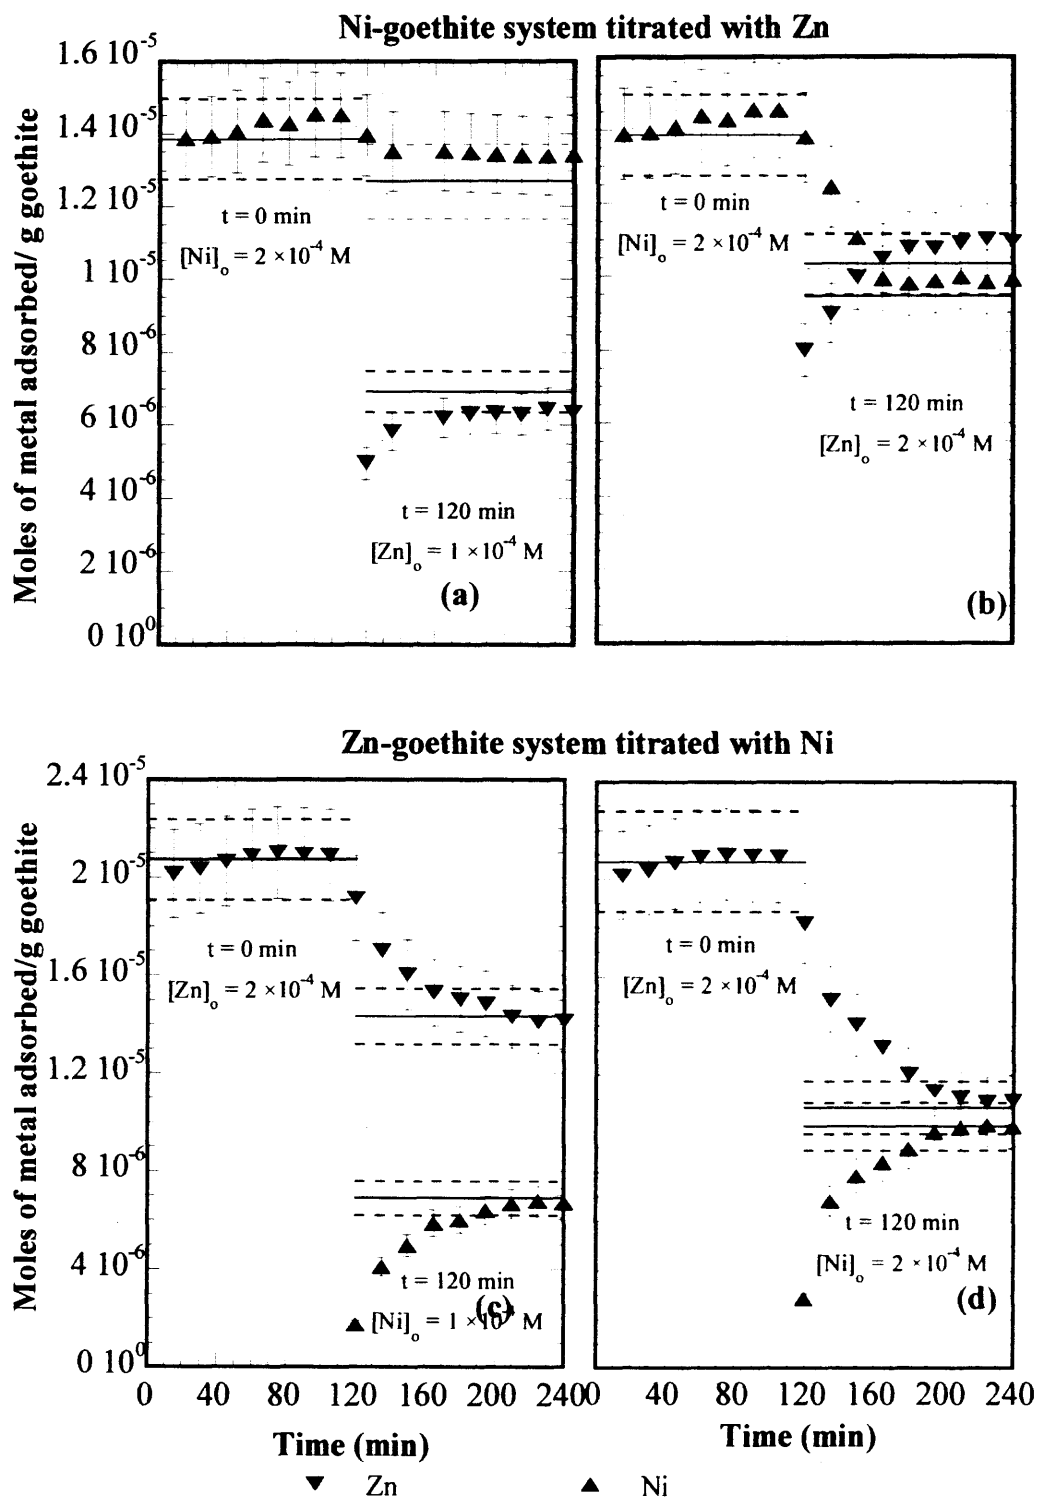 Ni-goethite system titrated with Zn
Moles of metal adsorbed/ g goethite
1.6 10⁻⁵
1.4 10⁻⁵
1.2 10⁻⁵
1 10⁻⁵
8 10⁻⁶
6 10⁻⁶
4 10⁻⁶
2 10⁻⁶
0 10⁰
t = 0 min
[Ni]ₒ = 2 ×10⁻⁴ M
t = 120 min
[Zn]ₒ = 1 ×10⁻⁴ M
(a)
t = 0 min
[Ni]ₒ = 2 ×10⁻⁴ M
t = 120 min
[Zn]ₒ = 2 ×10⁻⁴ M
(b)
Zn-goethite system titrated with Ni
Moles of metal adsorbed/g goethite
2.4 10⁻⁵
2 10⁻⁵
1.6 10⁻⁵
1.2 10⁻⁵
8 10⁻⁶
4 10⁻⁶
0 10⁰
t = 0 min
[Zn]ₒ = 2 ×10⁻⁴ M
t = 120 min
[Ni]ₒ = 1 ×10⁻⁴ M
(c)
t = 0 min
[Zn]ₒ = 2 ×10⁻⁴ M
t = 120 min
[Ni]ₒ = 2 ×10⁻⁴ M
(d)
0 40 80 120 160 200 240
0 40 80 120 160 200 240
Time (min)
Time (min)
Zn Ni